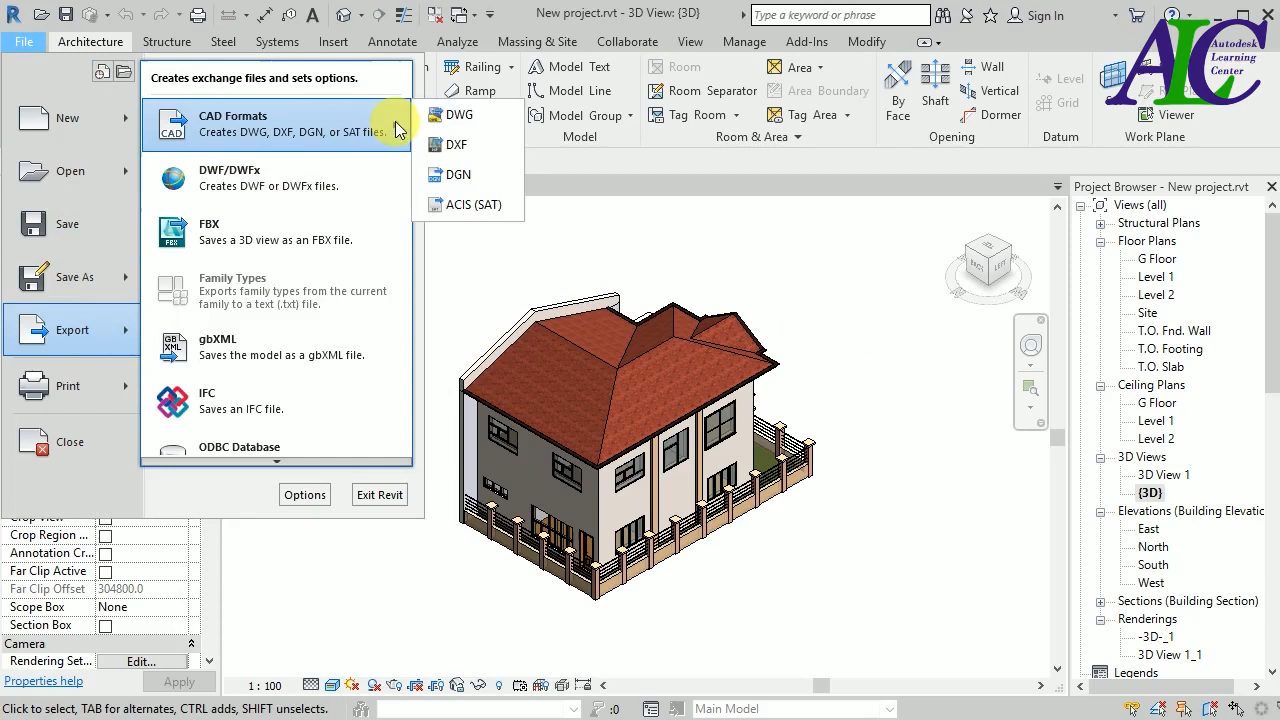 New project.rvt - 3D View: {3D}
Type a keyword or phrase
Sign In
File
Architecture
Structure
Steel
Systems
Insert
Annotate
Analyze
Massing & Site
Collaborate
View
Manage
Add-Ins
Modify
ALC
Autodesk
Learning
Center
Creates exchange files and sets options.
New
Open
Save
Save As
Export
Print
Close
CAD Formats
Creates DWG, DXF, DGN, or SAT files.
DWF/DWFx
Creates DWF or DWFx files.
FBX
Saves a 3D view as an FBX file.
Family Types
Exports family types from the current
family to a text (.txt) file.
gbXML
Saves the model as a gbXML file.
IFC
Saves an IFC file.
ODBC Database
Options
Exit Revit
DWG
DXF
DGN
ACIS (SAT)
Railing
Ramp
Model Text
Model Line
Model Group
Model
Room
Room Separator
Tag Room
Area
Area Boundary
Tag Area
Room & Area
By
Face
Shaft
Wall
Vertical
Dormer
Opening
Level
Grid
Viewer
Project Browser - New project.rvt
Views (all)
Structural Plans
Floor Plans
G Floor
Level 1
Level 2
Site
T.O. Fnd. Wall
T.O. Footing
T.O. Slab
Ceiling Plans
G Floor
Level 1
Level 2
3D Views
3D View 1
{3D}
Elevations (Building Elevatio
East
North
South
West
Sections (Building Section)
Renderings
-3D-_1
3D View 1_1
Legends
LEFT
Crop View
Crop Region ...
Annotation Cr...
Far Clip Active
Far Clip Offset
304800.0
Scope Box
None
Section Box
Camera
Rendering Set...
Edit...
Properties help
Apply
1 : 100
Click to select, TAB for alternates, CTRL adds, SHIFT unselects.
:0
Main Model